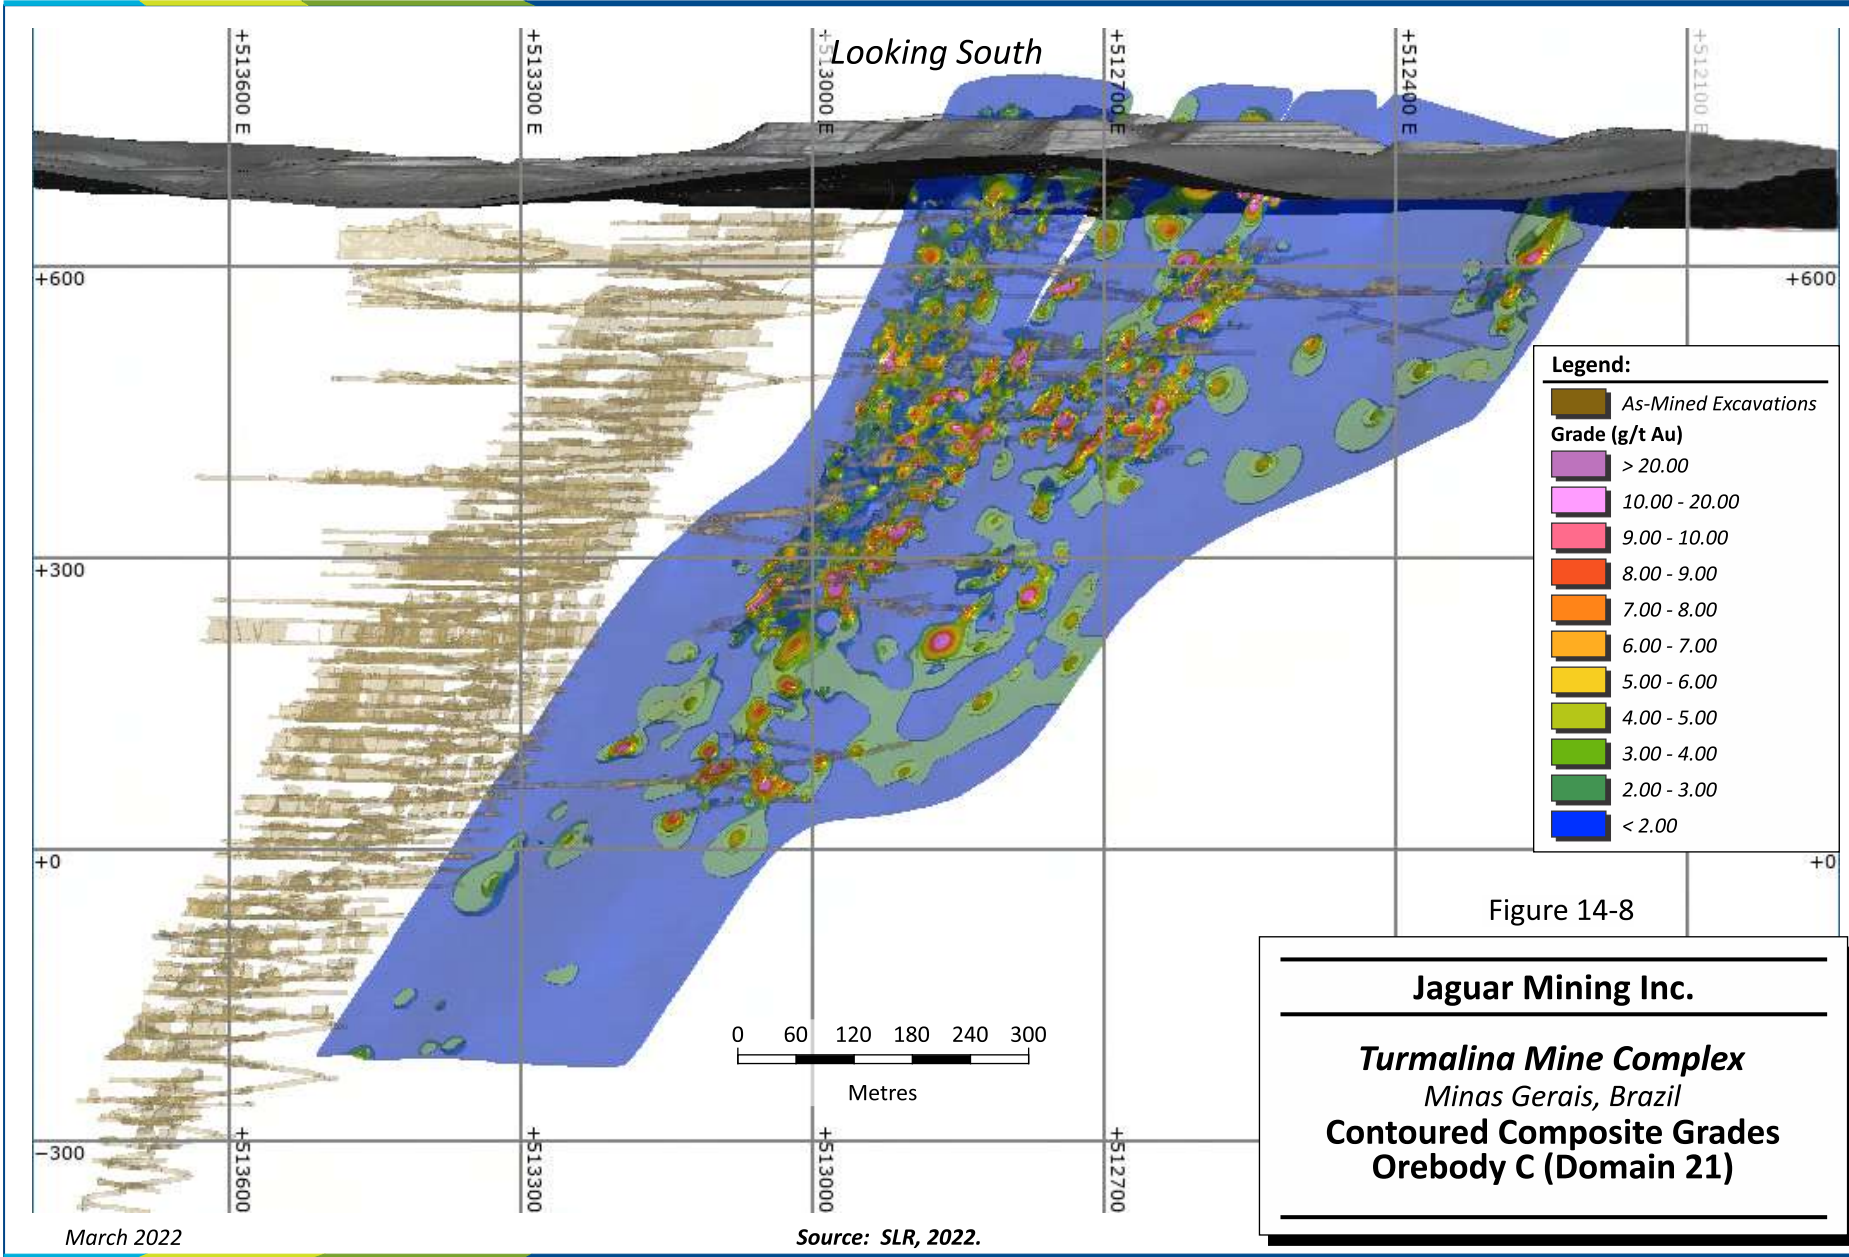 Looking South
+513600 E
+513300 E
+513000 E
+512700 E
+512400 E
+512100 E
+600
+600
+300
+0
+0
−300
+513600
+513300
+513000
+512700
Legend:
As-Mined Excavations
Grade (g/t Au)
> 20.00
10.00 - 20.00
9.00 - 10.00
8.00 - 9.00
7.00 - 8.00
6.00 - 7.00
5.00 - 6.00
4.00 - 5.00
3.00 - 4.00
2.00 - 3.00
< 2.00
0 60 120 180 240 300
Metres
Figure 14-8
Jaguar Mining Inc.
Turmalina Mine Complex
Minas Gerais, Brazil
Contoured Composite Grades
Orebody C (Domain 21)
March 2022
Source: SLR, 2022.